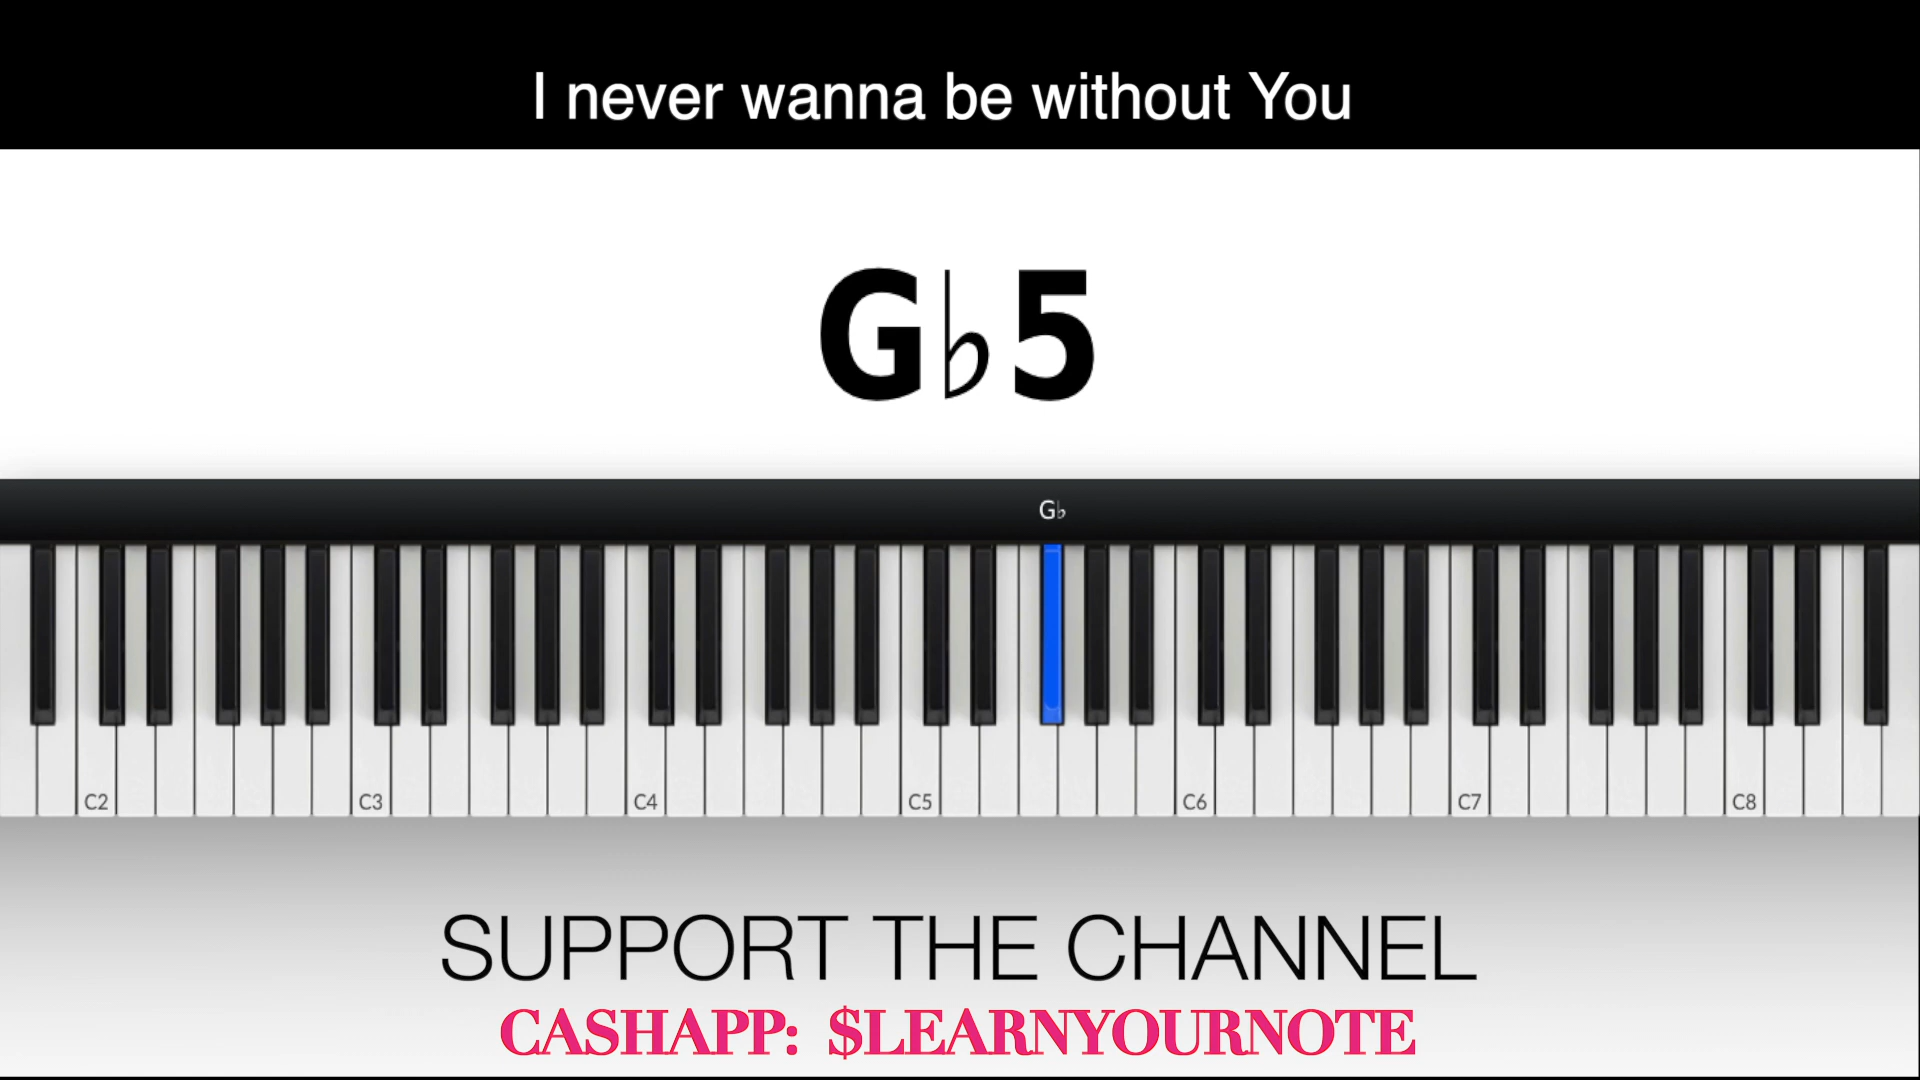 I never wanna be without You
G♭5
G♭
C2 C3 C4 C5 C6 C7 C8
SUPPORT THE CHANNEL
CASHAPP: $LEARNYOURNOTE